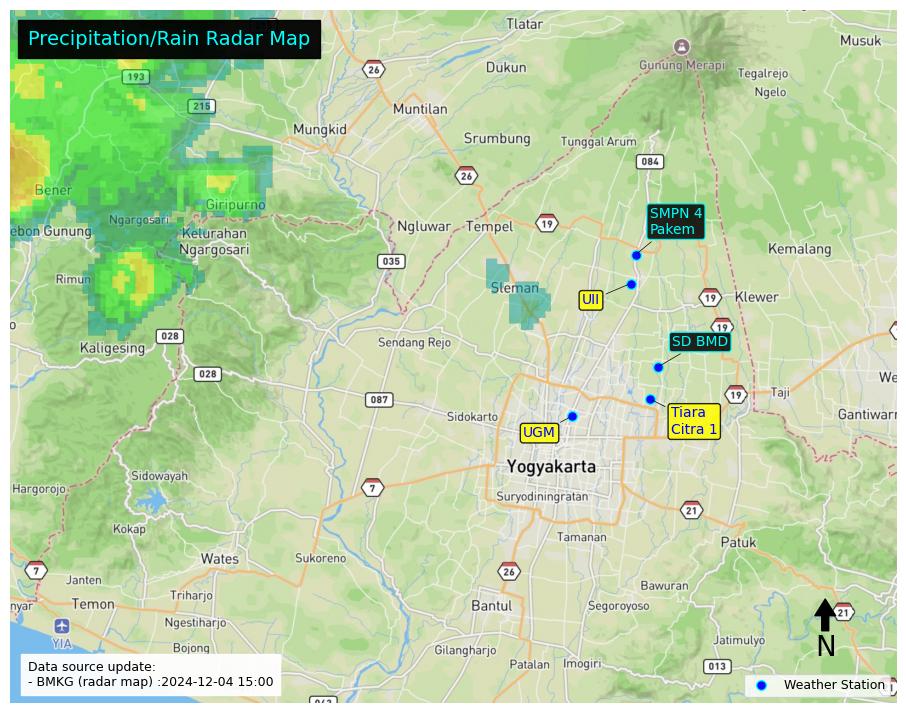 Precipitation/Rain Radar Map
Tlatar
Musuk
26
Dukun
Gunung Merapi
Tegalrejo
Ngelo
193
215
Muntilan
Mungkid
Srumbung
Tunggal Arum
084
26
Bener
Giripurno
SMPN 4
Pakem
Ngargosari
ebon Gunung
Kelurahan
Ngargosari
Ngluwar
Tempel
19
Kemalang
035
Rimun
Sleman
UII
19
Klewer
028
19
Kaligesing
Sendang Rejo
SD BMD
028
087
19
Taji
We
Sidokarto
Tiara
Citra 1
Gantiwarn
UGM
Yogyakarta
Sidowayah
Hargorejo
7
Suryodiningratan
21
Kokap
Tamanan
Patuk
Wates
Sukoreno
7
26
Janten
Triharjo
Bawuran
nyar
Temon
Bantul
Segoroyoso
21
Ngestiharjo
YIA
N
Bojong
Gilangharjo
Jatimulyo
Patalan
Imogiri
013
Data source update:
- BMKG (radar map) :2024-12-04 15:00
Weather Station